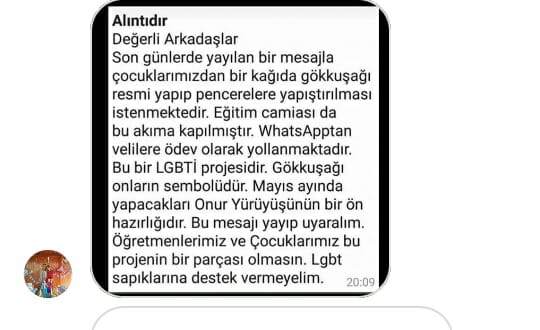 Alıntıdır
Değerli Arkadaşlar
Son günlerde yayılan bir mesajla
çocuklarımızdan bir kağıda gökkuşağı
resmi yapıp pencerelere yapıştırılması
istenmektedir. Eğitim camiası da
bu akıma kapılmıştır. WhatsApptan
velilere ödev olarak yollanmaktadır.
Bu bir LGBTİ projesidir. Gökkuşağı
onların sembolüdür. Mayıs ayında
yapacakları Onur Yürüyüşünün bir ön
hazırlığıdır. Bu mesajı yayıp uyaralım.
Öğretmenlerimiz ve Çocuklarımız bu
projenin bir parçası olmasın. Lgbt
sapıklarına destek vermeyelim. 20:09